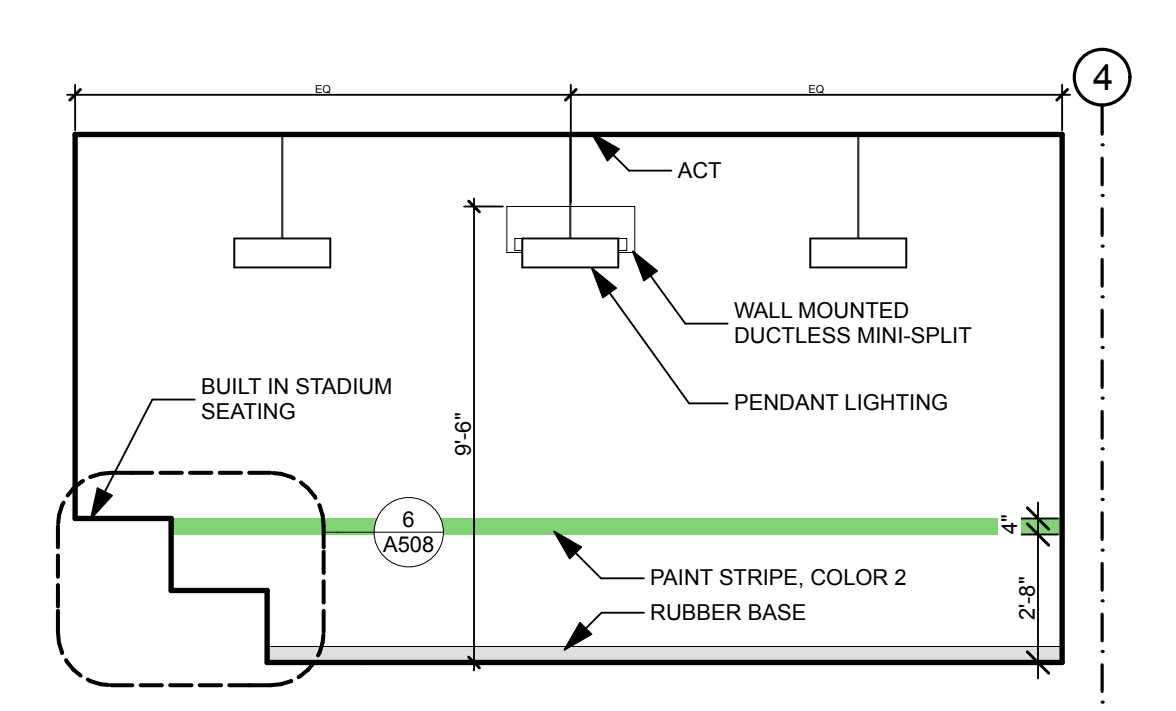 EQ
EQ
4
ACT
WALL MOUNTED
DUCTLESS MINI-SPLIT
BUILT IN STADIUM
SEATING
PENDANT LIGHTING
9'-6"
6
A508
4"
PAINT STRIPE, COLOR 2
2'-8"
RUBBER BASE